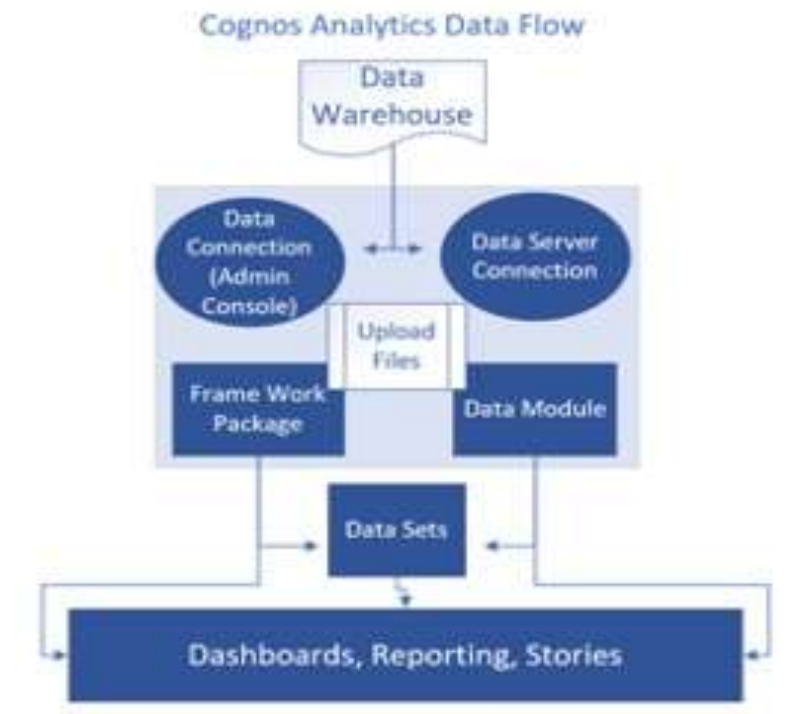 Cognos Analytics Data Flow
Data
Warehouse
Data
Connection
(Admin
Console)
Data Server
Connection
Upload
Files
Frame Work
Package
Data Module
Data Sets
Dashboards, Reporting, Stories